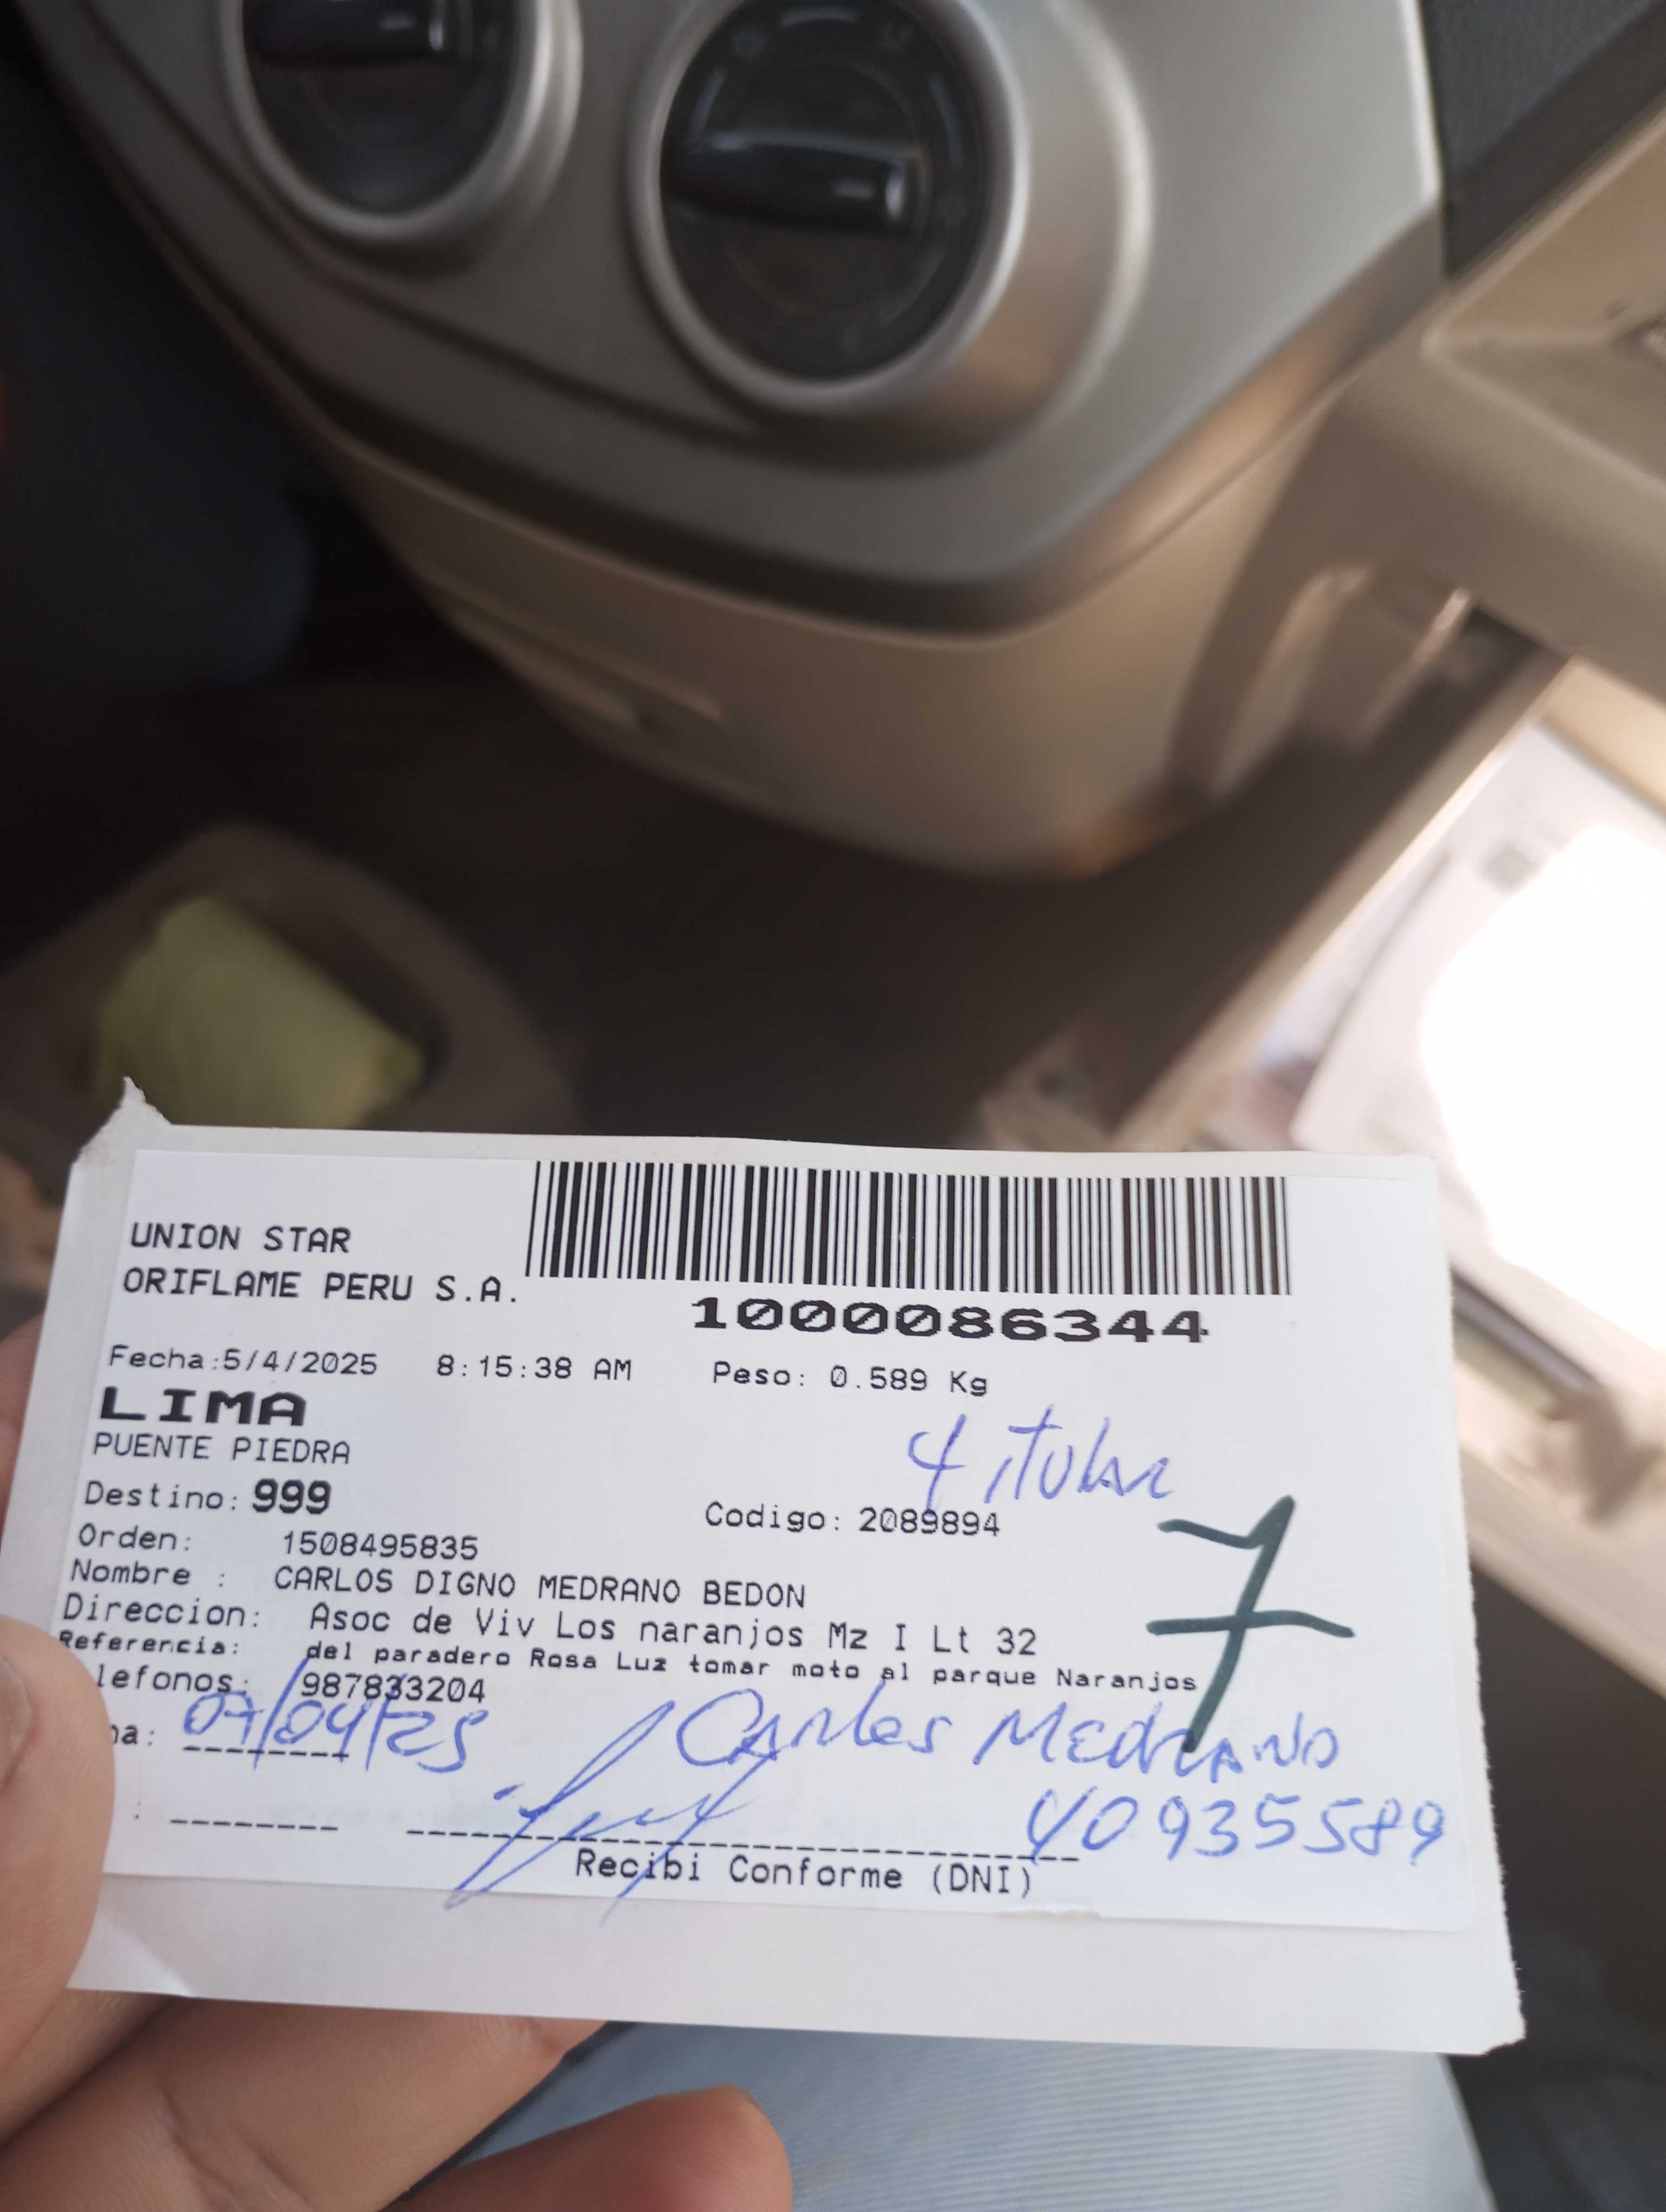 UNION STAR
ORIFLAME PERU S.A.
1000086344
Fecha:5/4/2025 8:15:38 AM Peso: 0.589 Kg
LIMA
PUENTE PIEDRA
4 itular
Destino: 999 Codigo: 2089894
7
Orden: 1508495835
Nombre : CARLOS DIGNO MEDRANO BEDON
Direccion: Asoc de Viv Los naranjos Mz I Lt 32
Referencia: del paradero Rosa Luz tomar moto al parque Naranjos
lefonos: 987833204
ha: 07/04/25 Carlos Medrano
: 40935589
Recibi Conforme (DNI)